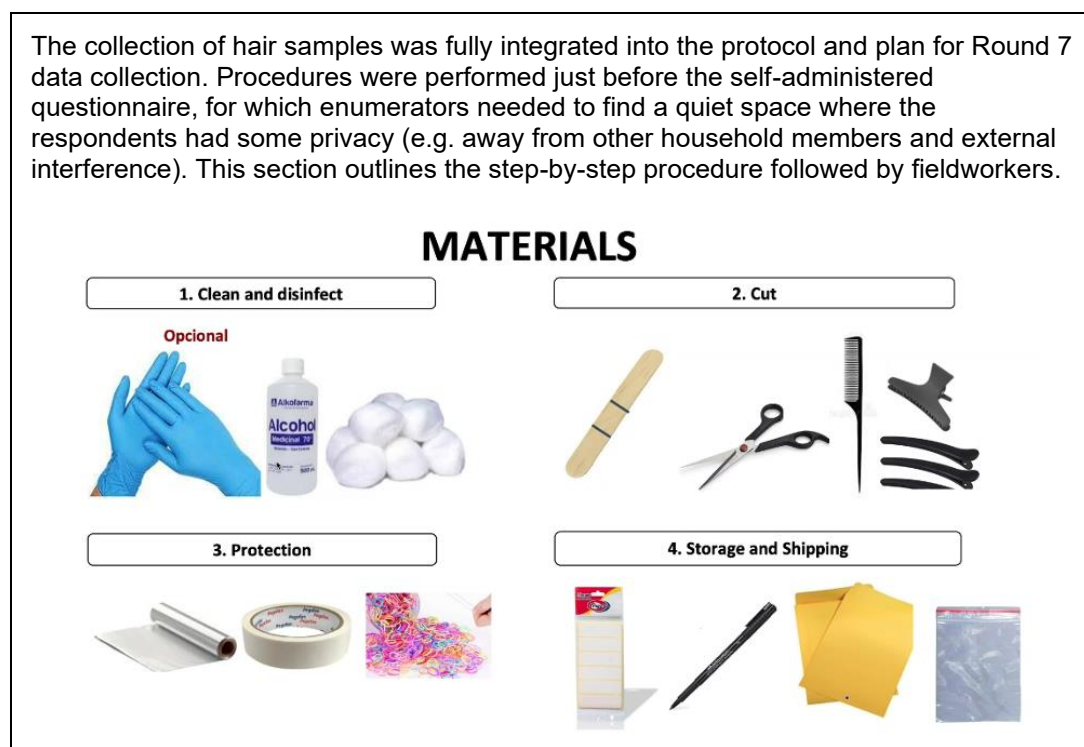 The collection of hair samples was fully integrated into the protocol and plan for Round 7
data collection. Procedures were performed just before the self-administered
questionnaire, for which enumerators needed to find a quiet space where the
respondents had some privacy (e.g. away from other household members and external
interference). This section outlines the step-by-step procedure followed by fieldworkers.
MATERIALS
1. Clean and disinfect
2. Cut
Opcional
Alkofarma
Alcohol
Medicinal 70°
3. Protection
4. Storage and Shipping
Pegafan